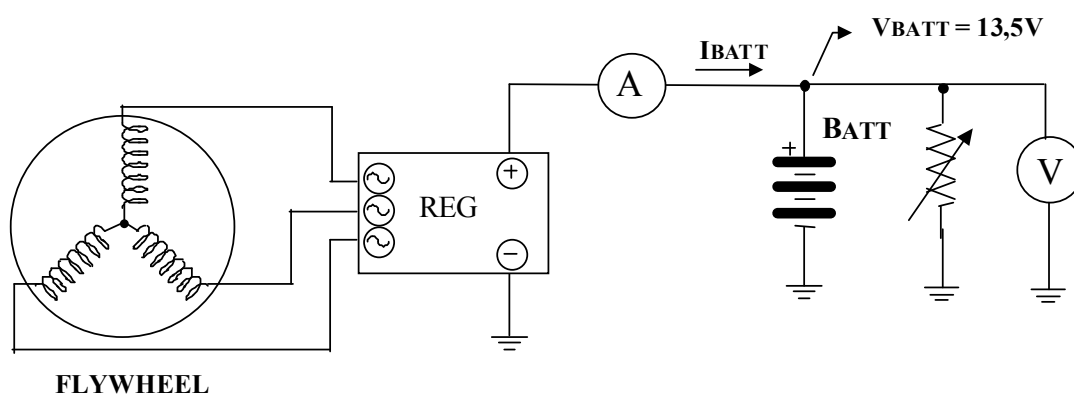 VBATT = 13,5V
IBATT
A
BATT
+
V
REG
+
−
FLYWHEEL